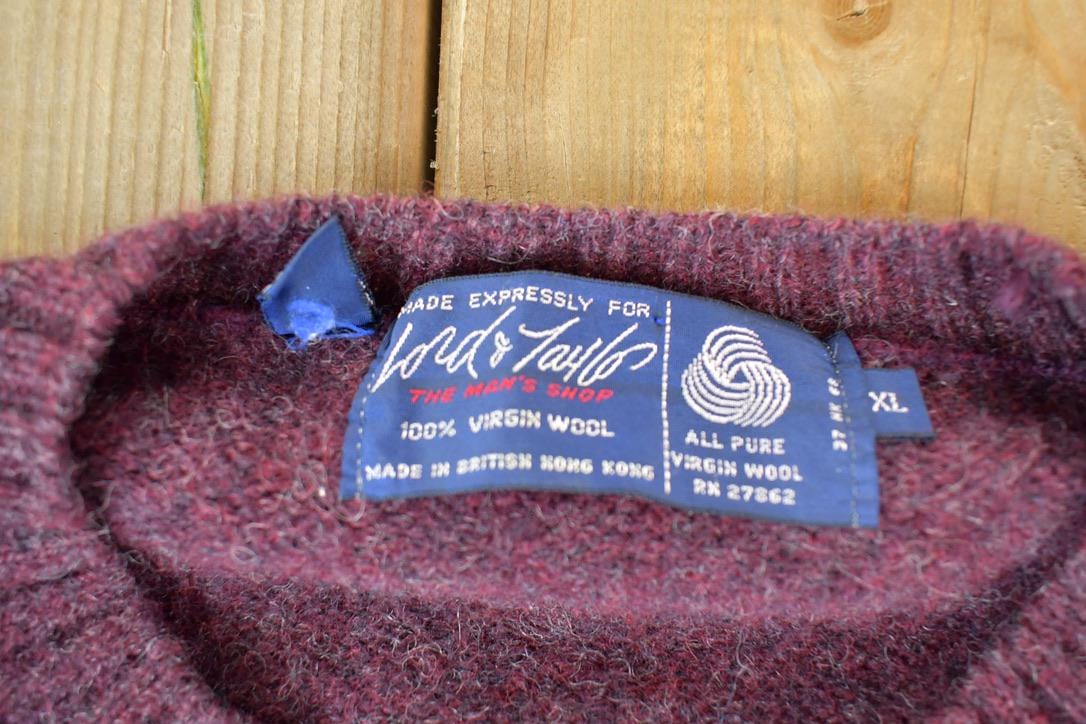 MADE EXPRESSLY FOR
Lord & Taylor
THE MAN'S SHOP
100% VIRGIN WOOL
MADE IN BRITISH HONG KONG
ALL PURE
VIRGIN WOOL
RN 27862
XL